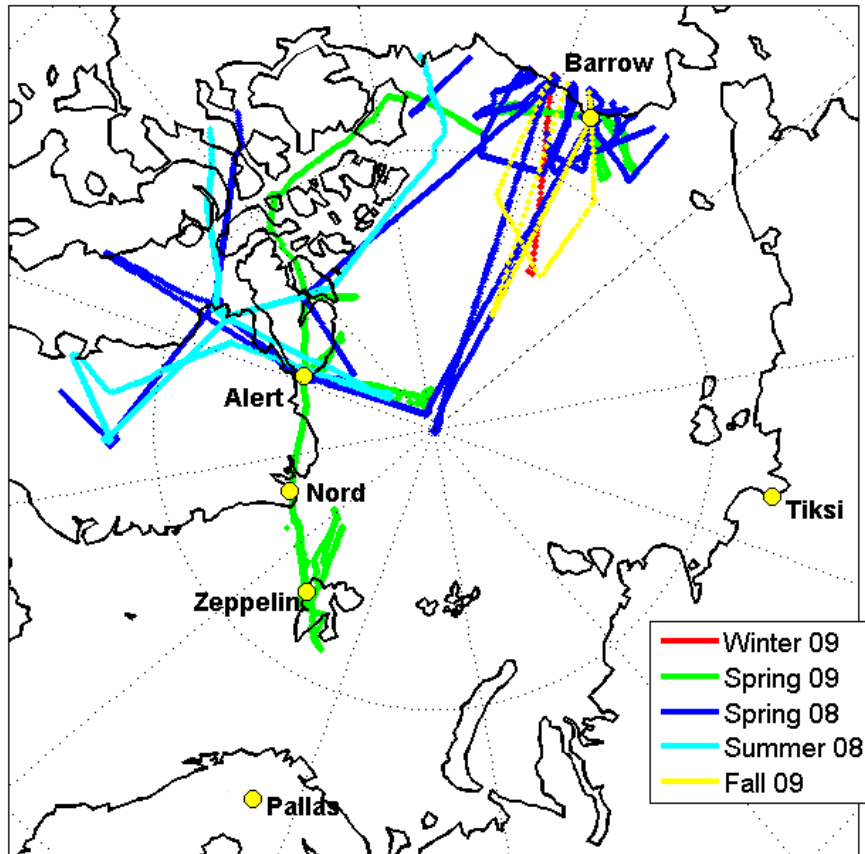 Barrow
Alert
Nord
Tiksi
Zeppelin
Winter 09
Spring 09
Spring 08
Summer 08
Fall 09
Pallas